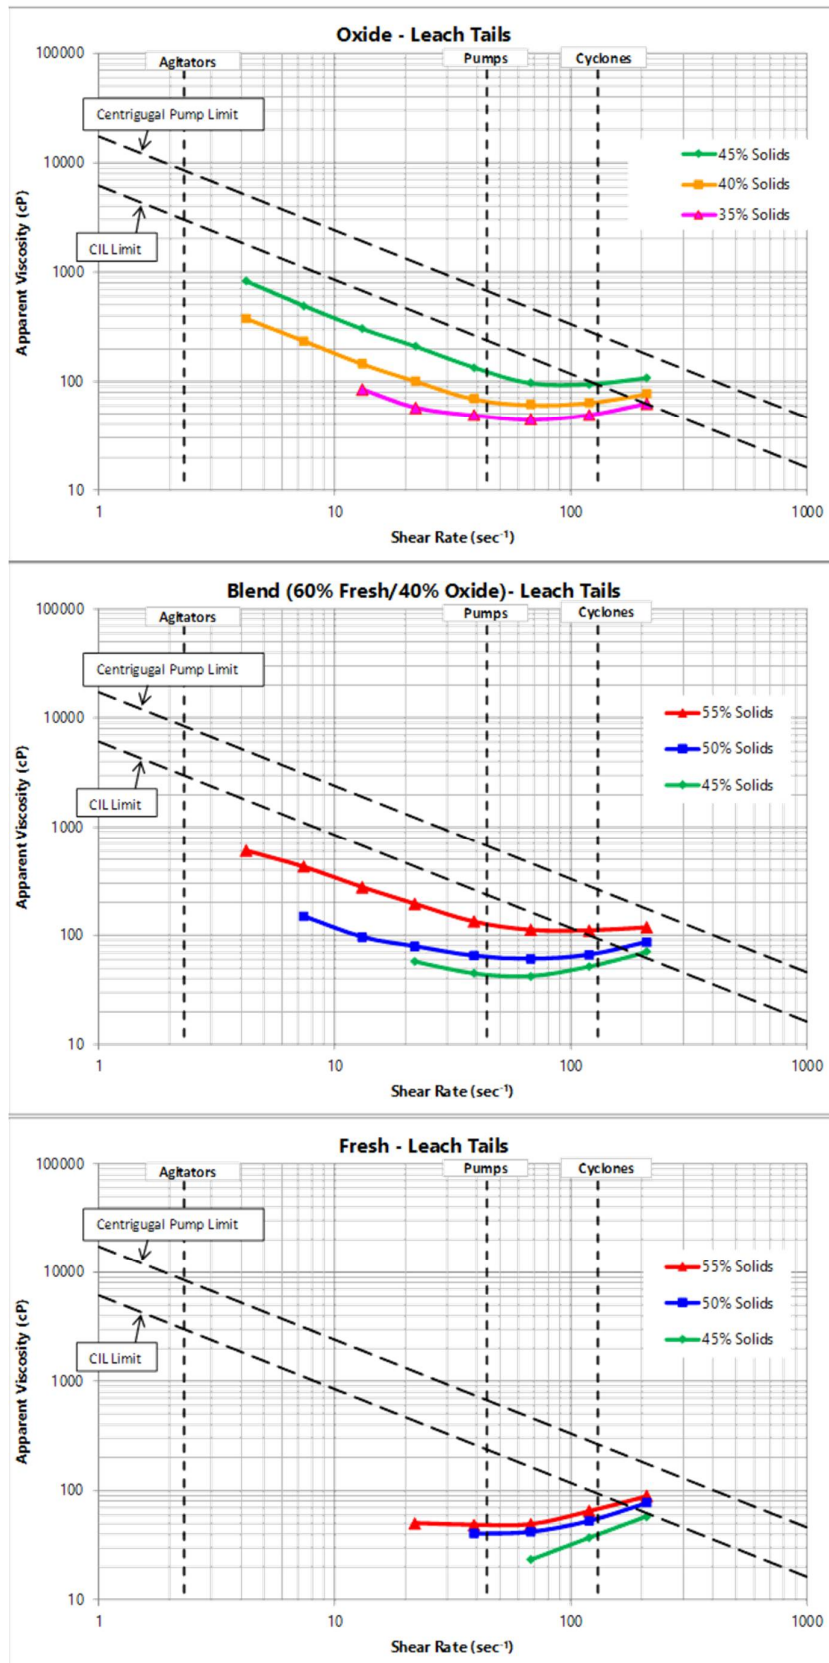 Oxide - Leach Tails
100000
Agitators
Pumps
Cyclones
Centrigugal Pump Limit
10000
45% Solids
40% Solids
35% Solids
CIL Limit
1000
100
10
Apparent Viscosity (cP)
1
10
100
1000
Shear Rate (sec⁻¹)
Blend (60% Fresh/40% Oxide)- Leach Tails
100000
Agitators
Pumps
Cyclones
Centrigugal Pump Limit
10000
55% Solids
50% Solids
45% Solids
CIL Limit
1000
100
10
Apparent Viscosity (cP)
1
10
100
1000
Shear Rate (sec⁻¹)
Fresh - Leach Tails
100000
Agitators
Pumps
Cyclones
Centrigugal Pump Limit
10000
55% Solids
50% Solids
45% Solids
CIL Limit
1000
100
10
Apparent Viscosity (cP)
1
10
100
1000
Shear Rate (sec⁻¹)